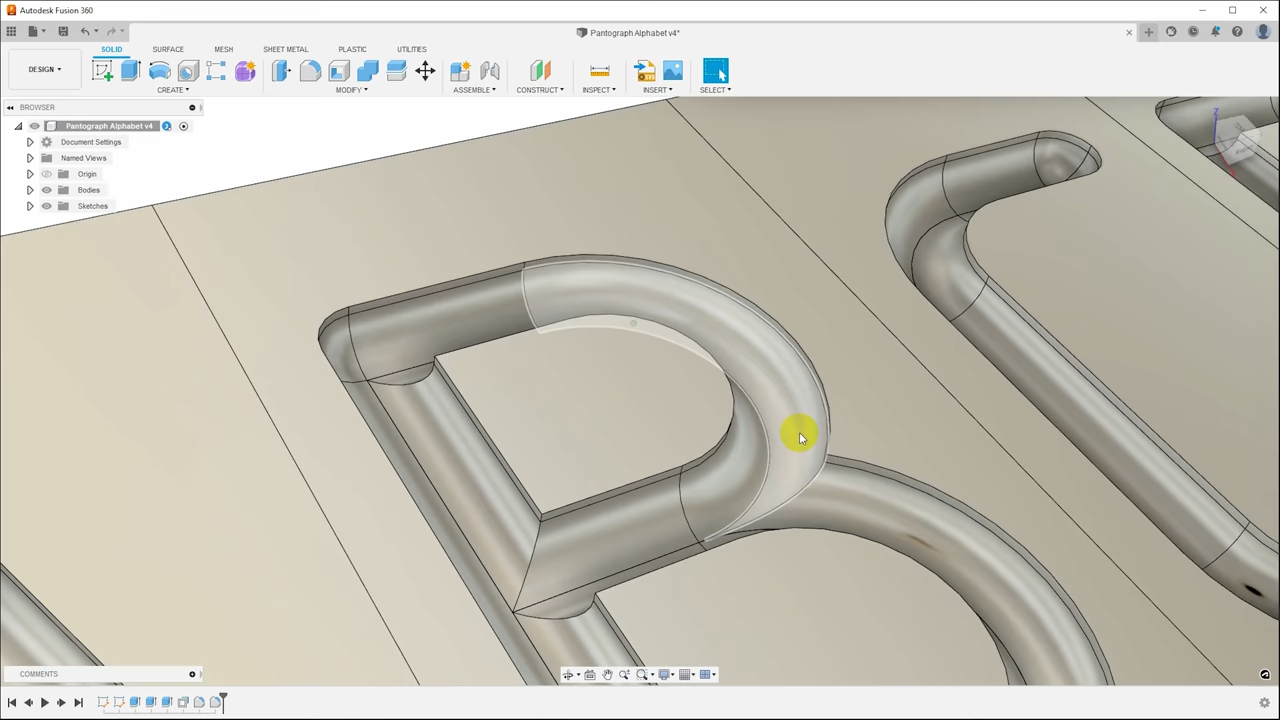 Autodesk Fusion 360
Pantograph Alphabet v4*
SOLID SURFACE MESH SHEET METAL PLASTIC UTILITIES
DESIGN
CREATE MODIFY ASSEMBLE CONSTRUCT INSPECT INSERT SELECT
BROWSER
Pantograph Alphabet v4
Document Settings
Named Views
Origin
Bodies
Sketches
COMMENTS